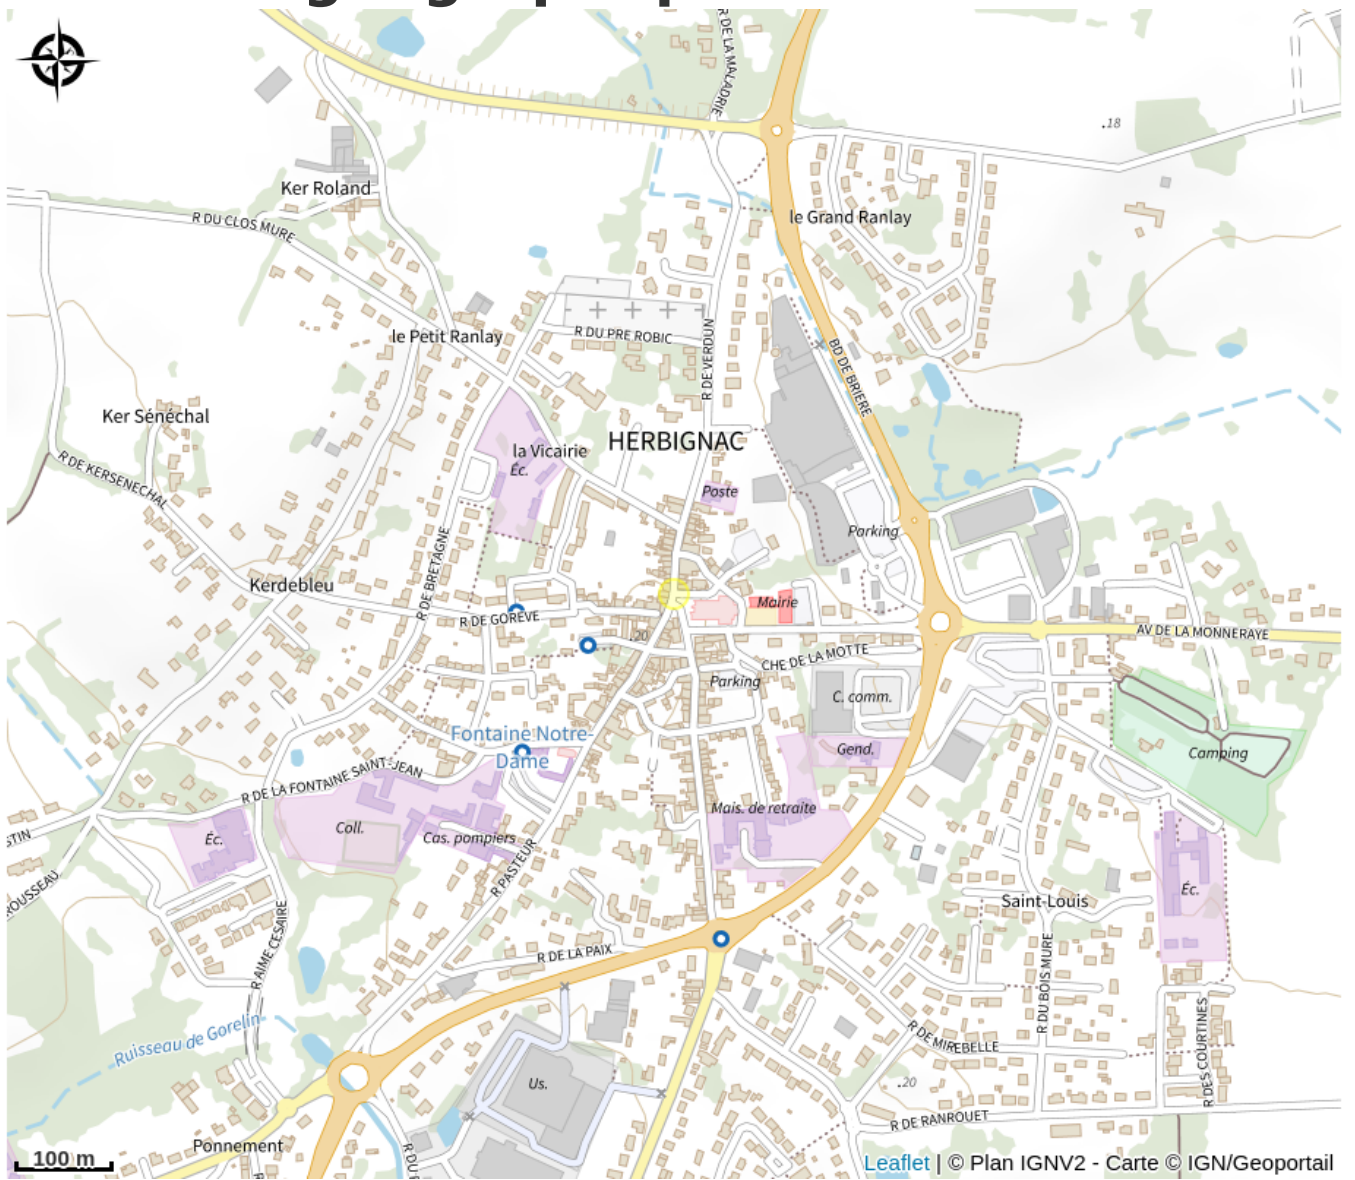 R DE LA MALADRIE
.18
Ker Roland
R DU CLOS MURE
le Grand Ranlay
le Petit Ranlay
R DU PRE ROBIC
R DE VERDUN
BD DE BRIERE
Ker Sénéchal
HERBIGNAC
la Vicairie
Éc.
R DE KERSENECHAL
Poste
Parking
R DE BRETAGNE
Kerdebleu
Mairie
R DE GOREVE
.20
AV DE LA MONNERAYE
CHE DE LA MOTTE
Parking
C. comm.
Fontaine Notre-
Dame
Gend.
Camping
R DE LA FONTAINE SAINT-JEAN
Mais. de retraite
STIN
Coll.
Éc.
Cas. pompiers
ROUSSEAU
R PASTEUR
Éc.
Saint-Louis
R AIME CESAIRE
R DE LA PAIX
R DU BOIS MURE
Ruisseau de Gorelin
R DE MIREBELLE
R DES COURTINES
Us.
.20
R DE RANROUET
Ponnement
R DU
100 m
Leaflet | © Plan IGNV2 - Carte © IGN/Geoportail